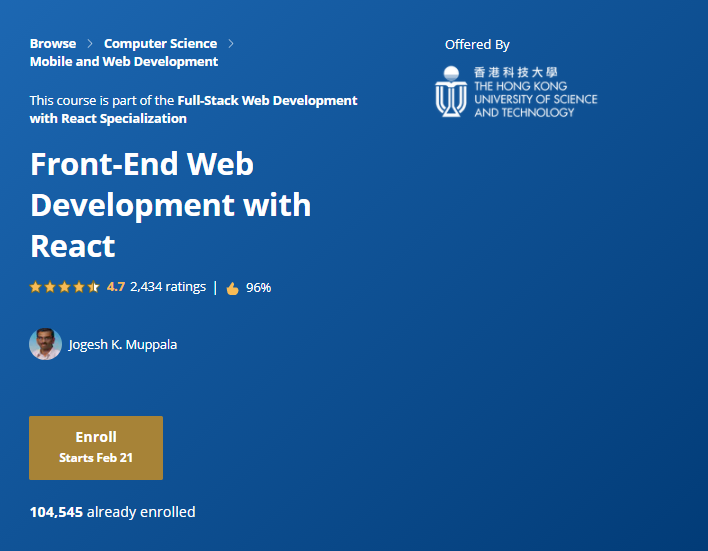 Browse > Computer Science >
Mobile and Web Development
Offered By
香港科技大學
THE HONG KONG
UNIVERSITY OF SCIENCE
AND TECHNOLOGY
This course is part of the Full-Stack Web Development
with React Specialization
Front-End Web
Development with
React
4.7 2,434 ratings | 96%
Jogesh K. Muppala
Enroll
Starts Feb 21
104,545 already enrolled